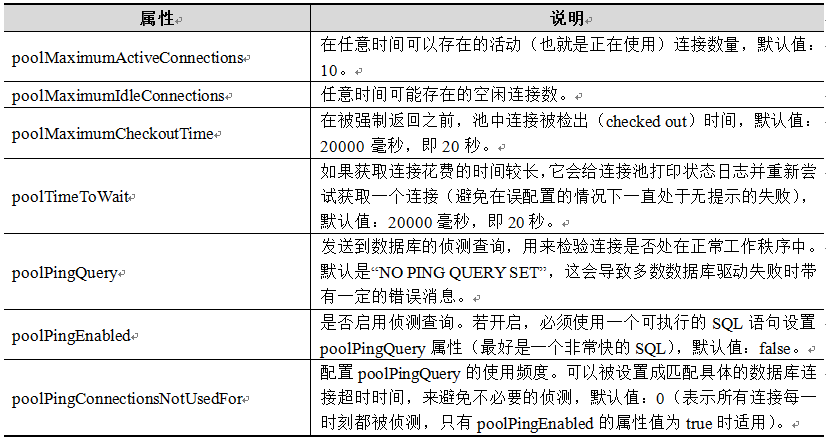 属性
说明
poolMaximumActiveConnections
在任意时间可以存在的活动（也就是正在使用）连接数量，默认值：
10。
poolMaximumIdleConnections
任意时间可能存在的空闲连接数。
poolMaximumCheckoutTime
在被强制返回之前，池中连接被检出（checked out）时间，默认值：
20000 毫秒，即 20 秒。
poolTimeToWait
如果获取连接花费的时间较长，它会给连接池打印状态日志并重新尝
试获取一个连接（避免在误配置的情况下一直处于无提示的失败），
默认值：20000 毫秒，即 20 秒。
poolPingQuery
发送到数据库的侦测查询，用来检验连接是否处在正常工作秩序中。
默认是“NO PING QUERY SET”，这会导致多数数据库驱动失败时带
有一定的错误消息。
poolPingEnabled
是否启用侦测查询。若开启，必须使用一个可执行的 SQL 语句设置
poolPingQuery 属性（最好是一个非常快的 SQL），默认值：false。
poolPingConnectionsNotUsedFor
配置 poolPingQuery 的使用频度。可以被设置成匹配具体的数据库连
接超时时间，来避免不必要的侦测，默认值：0（表示所有连接每一
时刻都被侦测，只有 poolPingEnabled 的属性值为 true 时适用）。